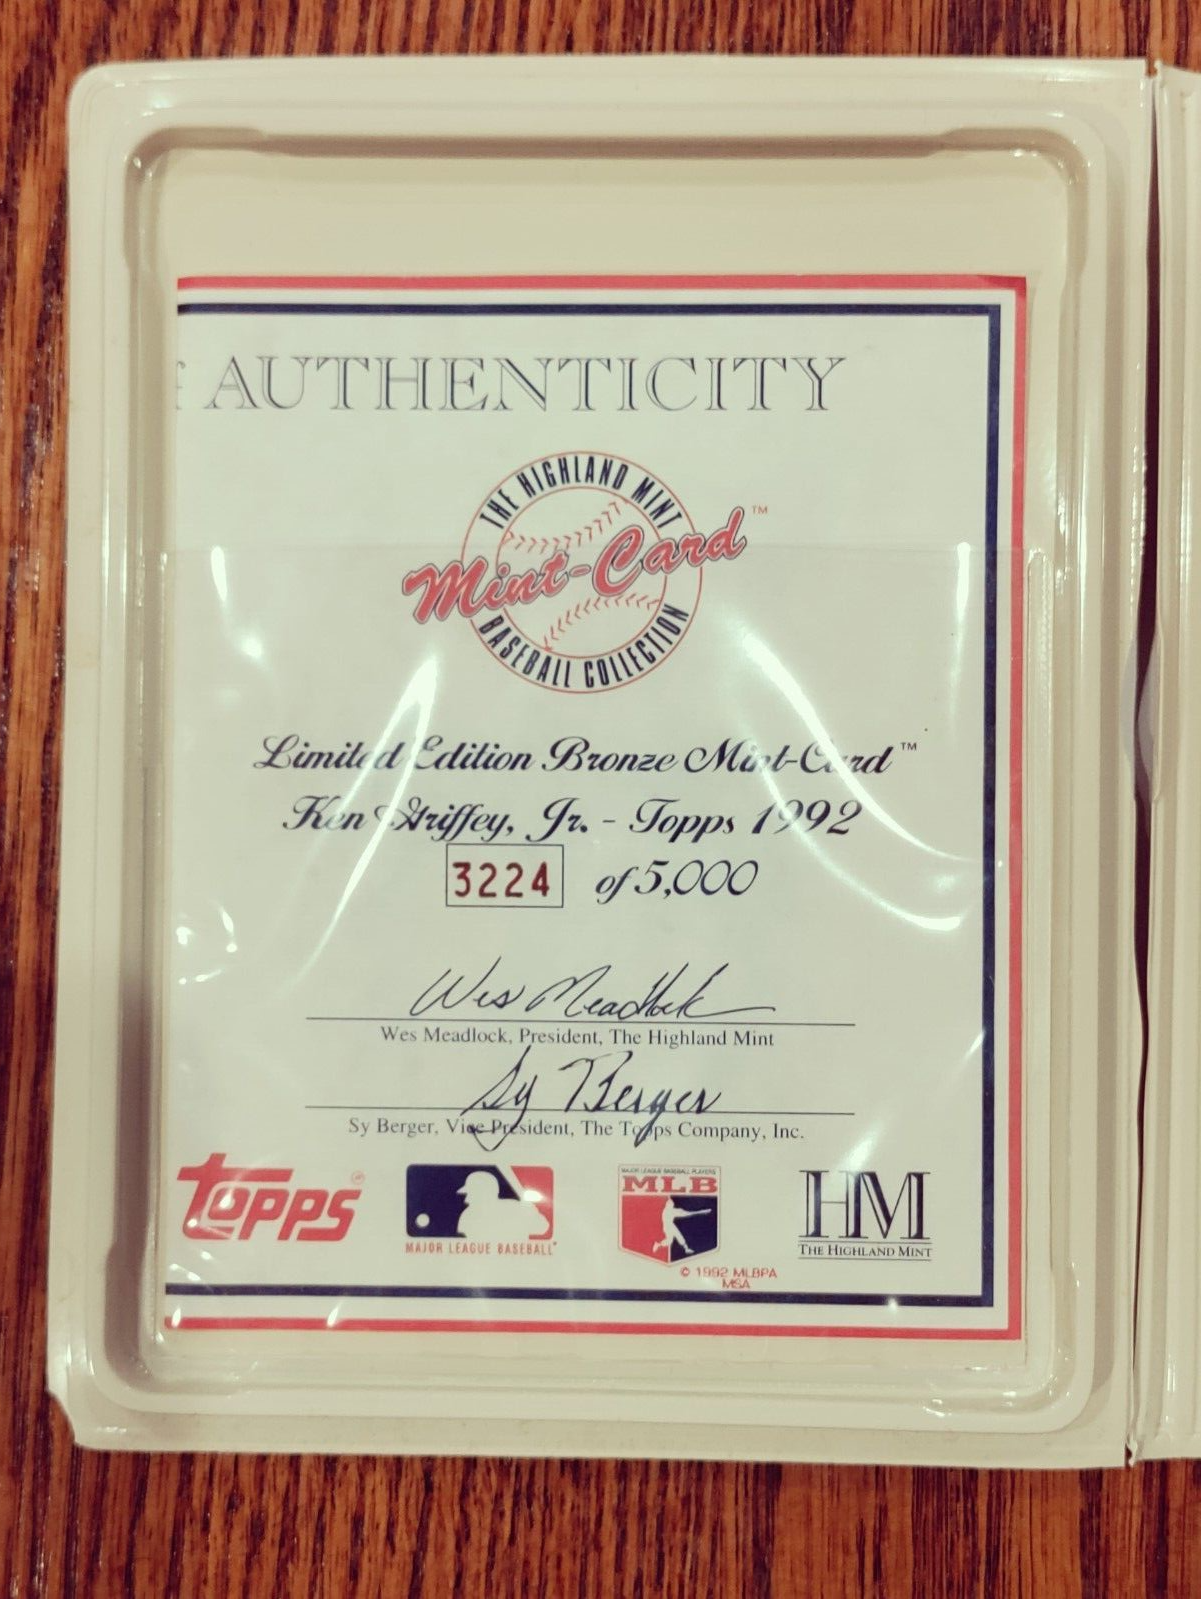 AUTHENTICITY
THE HIGHLAND MINT
Mint-Card™
BASEBALL COLLECTION
Limited Edition Bronze Mint-Card™
Ken Griffey, Jr. - Topps 1992
3224 of 5,000
Wes Meadlock
Wes Meadlock, President, The Highland Mint
Sy Berger
Sy Berger, Vice President, The Topps Company, Inc.
topps®
MAJOR LEAGUE BASEBALL
MAJOR LEAGUE BASEBALL PLAYERS
MLB
© 1992 MLBPA
MSA
HM
THE HIGHLAND MINT